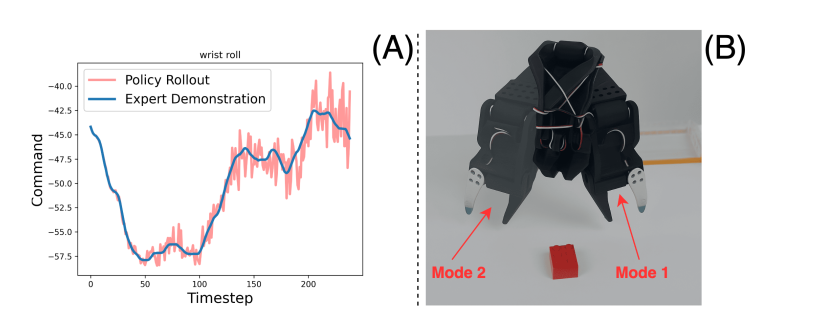 wrist roll
(A)
(B)
Policy Rollout
Expert Demonstration
Command
−40.0
−42.5
−45.0
−47.5
−50.0
−52.5
−55.0
−57.5
0
50
100
150
200
Timestep
Mode 2
Mode 1